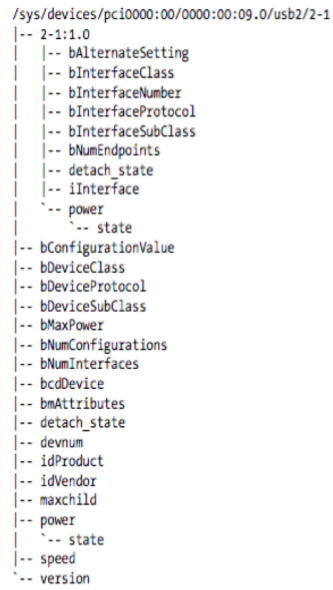 /sys/devices/pci0000:00/0000:00:09.0/usb2/2-1
|-- 2-1:1.0
|   |-- bAlternateSetting
|   |-- bInterfaceClass
|   |-- bInterfaceNumber
|   |-- bInterfaceProtocol
|   |-- bInterfaceSubClass
|   |-- bNumEndpoints
|   |-- detach_state
|   |-- iInterface
|   `-- power
|       `-- state
|-- bConfigurationValue
|-- bDeviceClass
|-- bDeviceProtocol
|-- bDeviceSubClass
|-- bMaxPower
|-- bNumConfigurations
|-- bNumInterfaces
|-- bcdDevice
|-- bmAttributes
|-- detach_state
|-- devnum
|-- idProduct
|-- idVendor
|-- maxchild
|-- power
|   `-- state
|-- speed
`-- version